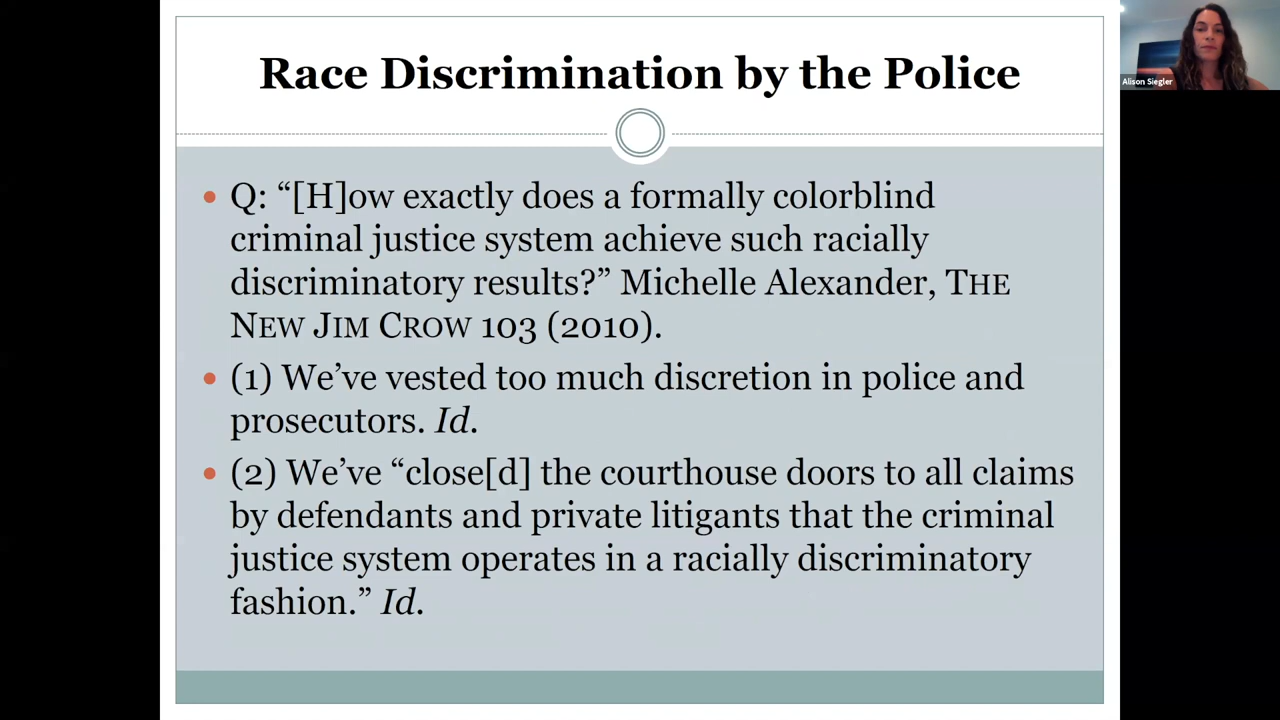 Race Discrimination by the Police
Alison Siegler
• Q: “[H]ow exactly does a formally colorblind
criminal justice system achieve such racially
discriminatory results?” Michelle Alexander, THE
NEW JIM CROW 103 (2010).
• (1) We’ve vested too much discretion in police and
prosecutors. Id.
• (2) We’ve “close[d] the courthouse doors to all claims
by defendants and private litigants that the criminal
justice system operates in a racially discriminatory
fashion.” Id.